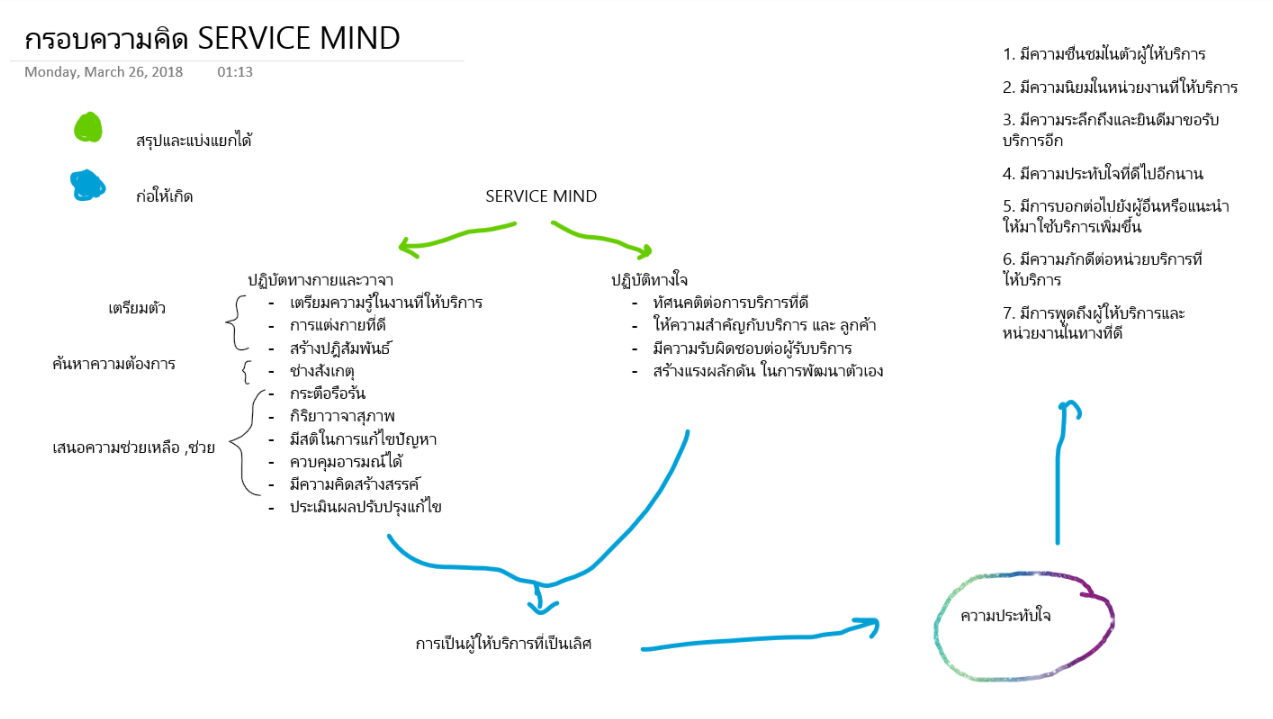 กรอบความคิด SERVICE MIND
Monday, March 26, 2018 01:13
สรุปและแบ่งแยกได้
ก่อให้เกิด
SERVICE MIND
ปฏิบัตทางกายและวาจา
- เตรียมความรู้ในงานที่ให้บริการ
- การแต่งกายที่ดี
- สร้างปฎิสัมพันธ์
- ช่างสังเกตุ
- กระตือรือร้น
- กิริยาวาจาสุภาพ
- มีสติในการแก้ไขปัญหา
- ควบคุมอารมณ์ได้
- มีความคิดสร้างสรรค์
- ประเมินผลปรับปรุงแก้ไข
เตรียมตัว
ค้นหาความต้องการ
เสนอความช่วยเหลือ ,ช่วย
ปฏิบัติทางใจ
- ทัศนคติต่อการบริการที่ดี
- ให้ความสำคัญกับบริการ และ ลูกค้า
- มีความรับผิดชอบต่อผู้รับบริการ
- สร้างแรงผลักดัน ในการพัฒนาตัวเอง
การเป็นผู้ให้บริการที่เป็นเลิศ
ความประทับใจ
1. มีความชื่นชมในตัวผู้ให้บริการ
2. มีความนิยมในหน่วยงานที่ให้บริการ
3. มีความระลึกถึงและยินดีมาขอรับ
บริการอีก
4. มีความประทับใจที่ดีไปอีกนาน
5. มีการบอกต่อไปยังผู้อื่นหรือแนะนำ
ให้มาใช้บริการเพิ่มขึ้น
6. มีความภักดีต่อหน่วยบริการที่
ให้บริการ
7. มีการพูดถึงผู้ให้บริการและ
หน่วยงานในทางที่ดี